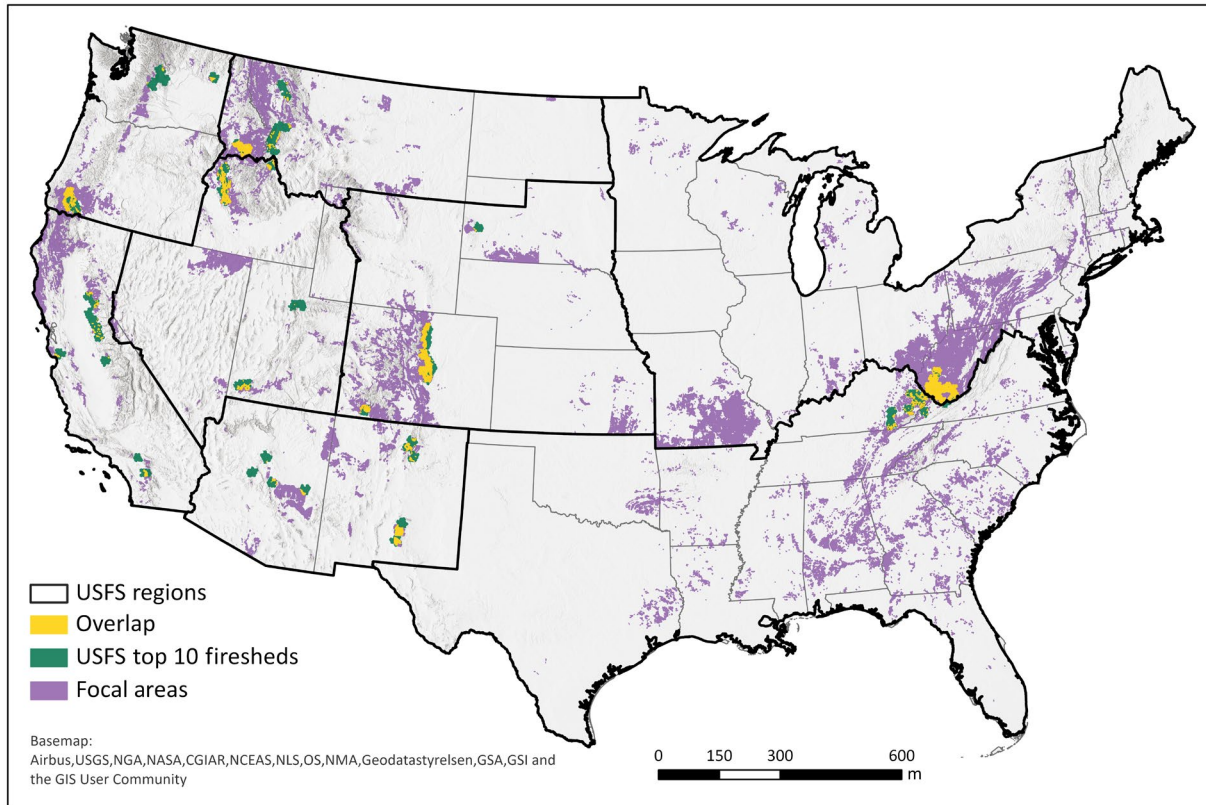 USFS regions
Overlap
USFS top 10 firesheds
Focal areas
Basemap:
Airbus,USGS,NGA,NASA,CGIAR,NCEAS,NLS,OS,NMA,Geodatastyrelsen,GSA,GSI and
the GIS User Community
0 150 300 600
m